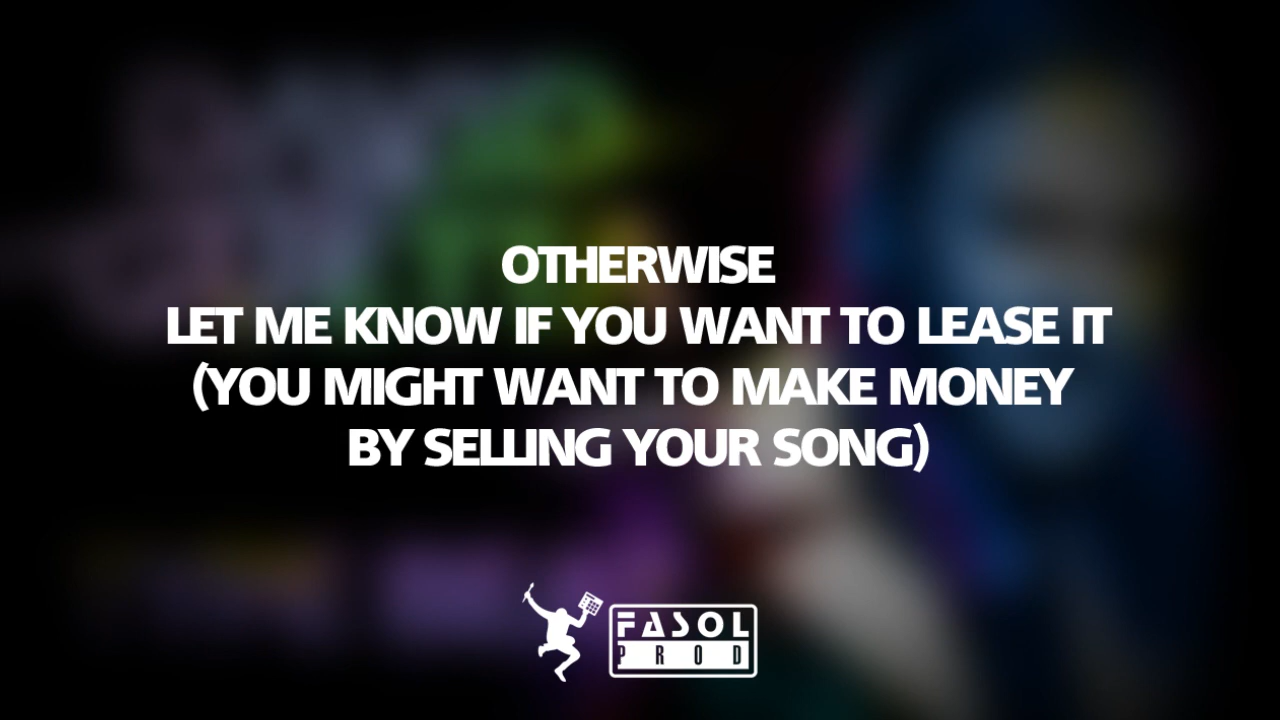 OTHERWISE
LET ME KNOW IF YOU WANT TO LEASE IT
(YOU MIGHT WANT TO MAKE MONEY
BY SELLING YOUR SONG)
FASOL
PROD